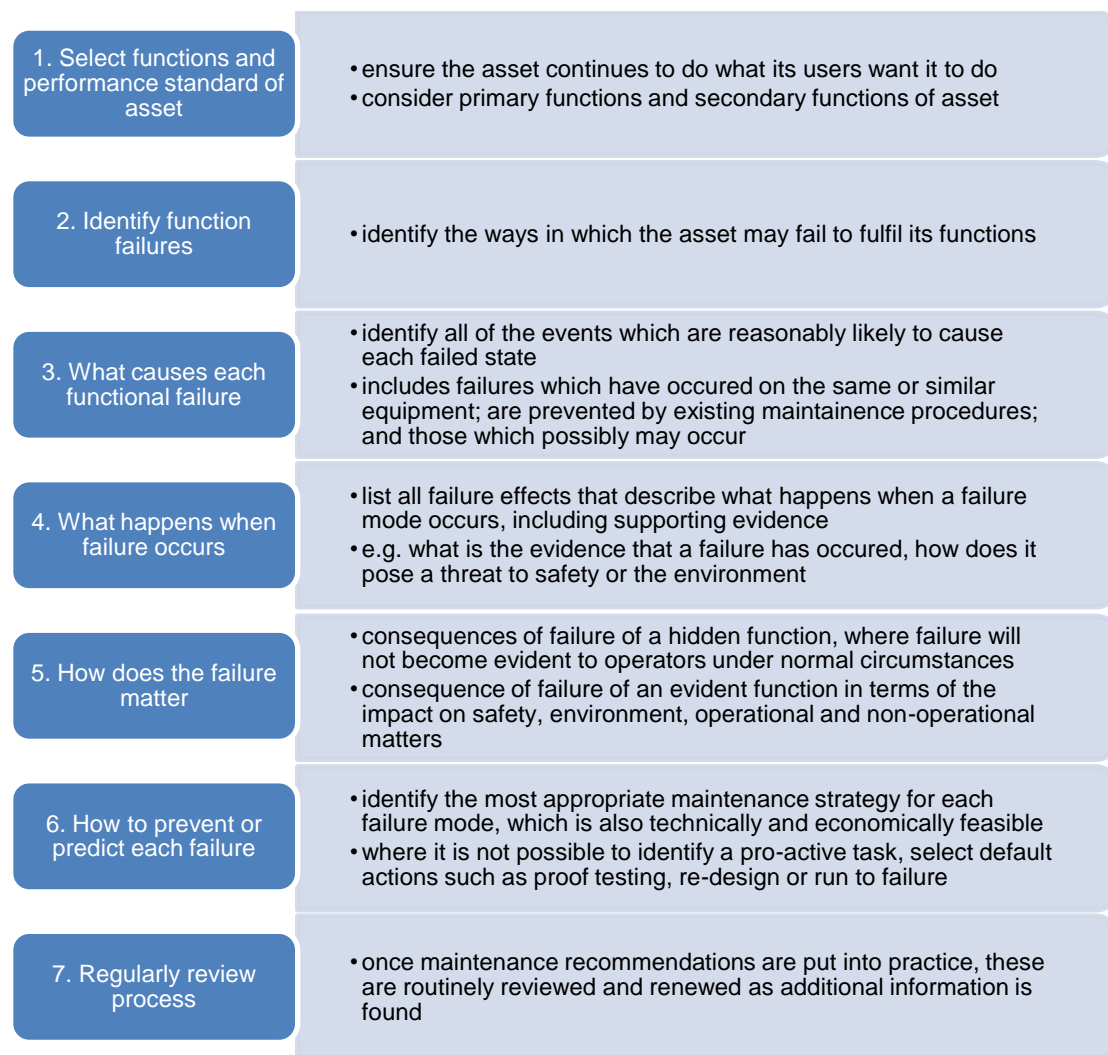 1. Select functions and
performance standard of
asset
• ensure the asset continues to do what its users want it to do
• consider primary functions and secondary functions of asset
2. Identify function
failures
• identify the ways in which the asset may fail to fulfil its functions
3. What causes each
functional failure
• identify all of the events which are reasonably likely to cause
each failed state
• includes failures which have occured on the same or similar
equipment; are prevented by existing maintainence procedures;
and those which possibly may occur
4. What happens when
failure occurs
• list all failure effects that describe what happens when a failure
mode occurs, including supporting evidence
• e.g. what is the evidence that a failure has occured, how does it
pose a threat to safety or the environment
5. How does the failure
matter
• consequences of failure of a hidden function, where failure will
not become evident to operators under normal circumstances
• consequence of failure of an evident function in terms of the
impact on safety, environment, operational and non-operational
matters
6. How to prevent or
predict each failure
• identify the most appropriate maintenance strategy for each
failure mode, which is also technically and economically feasible
• where it is not possible to identify a pro-active task, select default
actions such as proof testing, re-design or run to failure
7. Regularly review
process
• once maintenance recommendations are put into practice, these
are routinely reviewed and renewed as additional information is
found